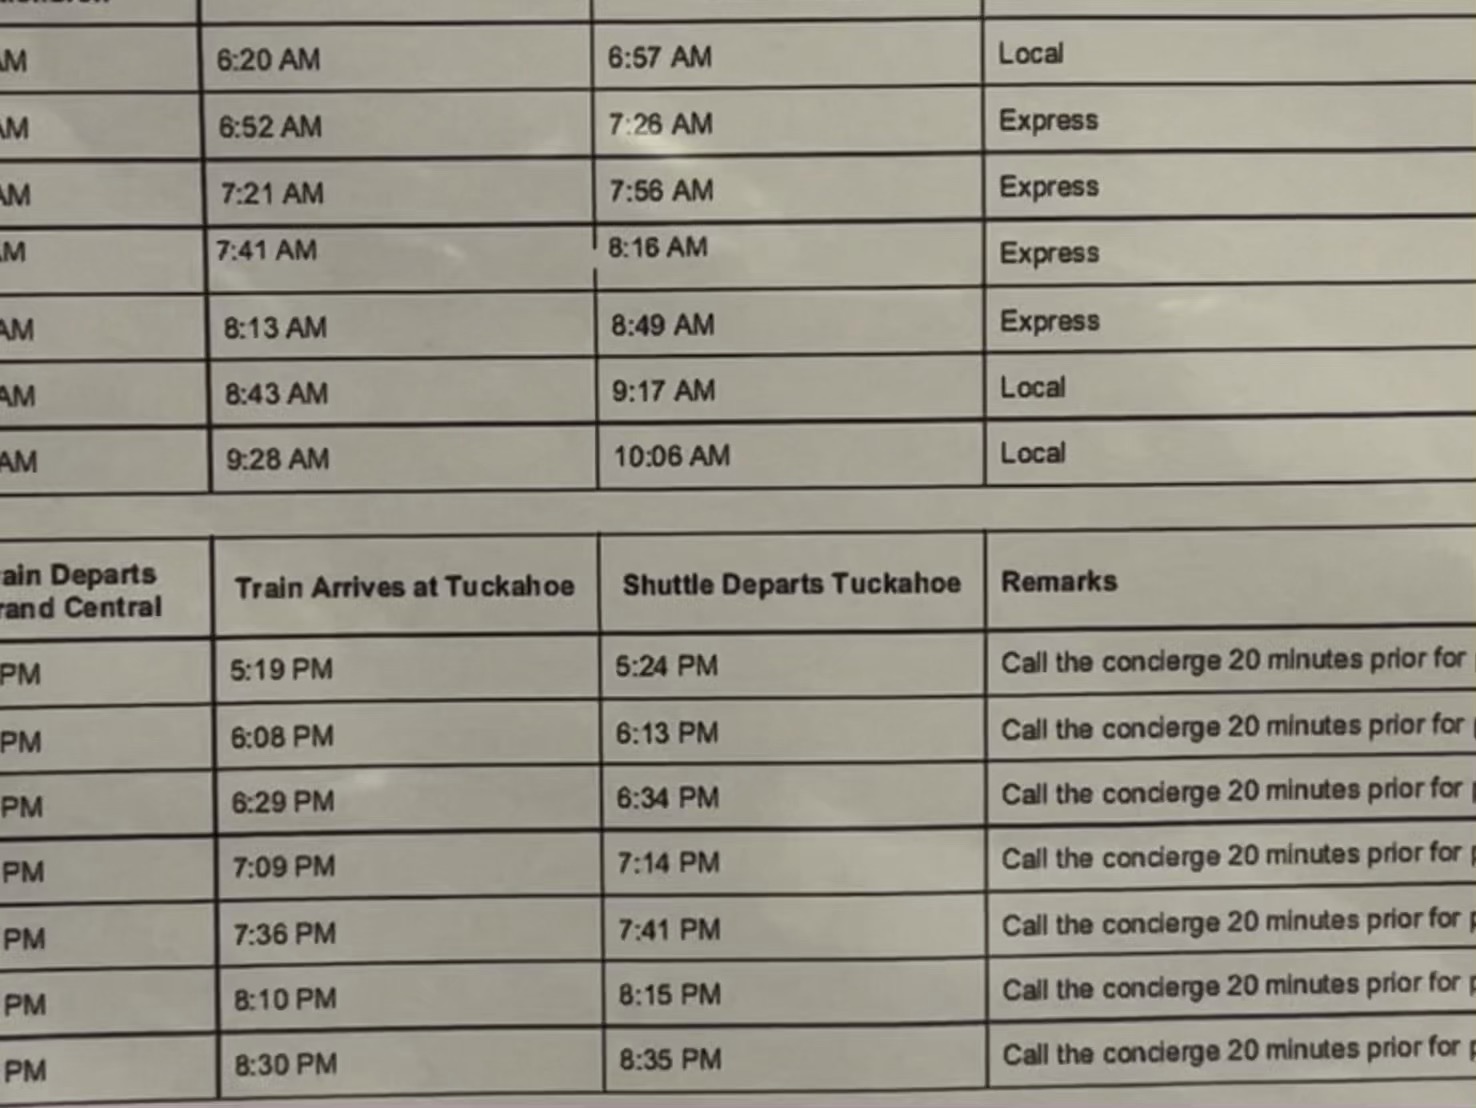 AM 6:20 AM 6:57 AM Local
AM 6:52 AM 7:26 AM Express
AM 7:21 AM 7:56 AM Express
AM 7:41 AM 8:16 AM Express
AM 8:13 AM 8:49 AM Express
AM 8:43 AM 9:17 AM Local
AM 9:28 AM 10:06 AM Local
ain Departs
rand Central
Train Arrives at Tuckahoe Shuttle Departs Tuckahoe Remarks
PM 5:19 PM 5:24 PM Call the concierge 20 minutes prior for
PM 6:08 PM 6:13 PM Call the concierge 20 minutes prior for
PM 6:29 PM 6:34 PM Call the concierge 20 minutes prior for
PM 7:09 PM 7:14 PM Call the concierge 20 minutes prior for
PM 7:36 PM 7:41 PM Call the concierge 20 minutes prior for
PM 8:10 PM 8:15 PM Call the concierge 20 minutes prior for
PM 8:30 PM 8:35 PM Call the concierge 20 minutes prior for